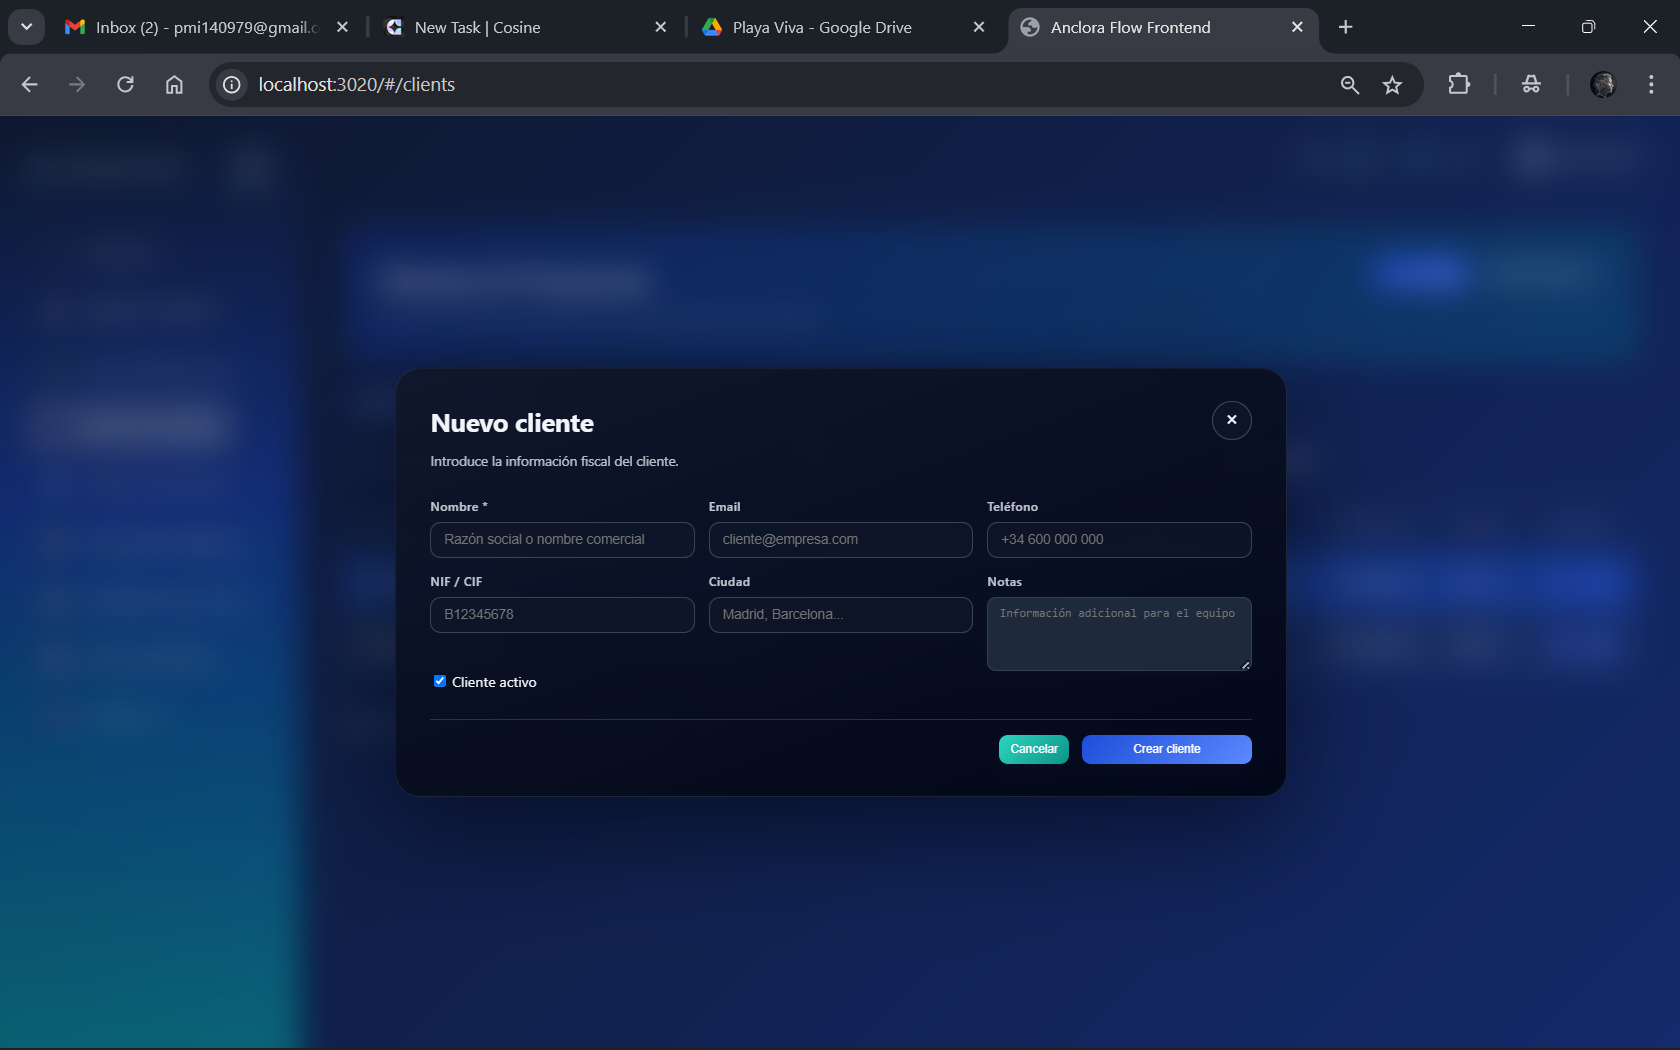 Inbox (2) - pmi140979@gmail.c
New Task | Cosine
Playa Viva - Google Drive
Anclora Flow Frontend
localhost:3020/#/clients
Nuevo cliente
Introduce la información fiscal del cliente.
Nombre * Email Teléfono
Razón social o nombre comercial cliente@empresa.com +34 600 000 000
NIF / CIF Ciudad Notas
B12345678 Madrid, Barcelona... Información adicional para el equipo
Cliente activo
Cancelar Crear cliente